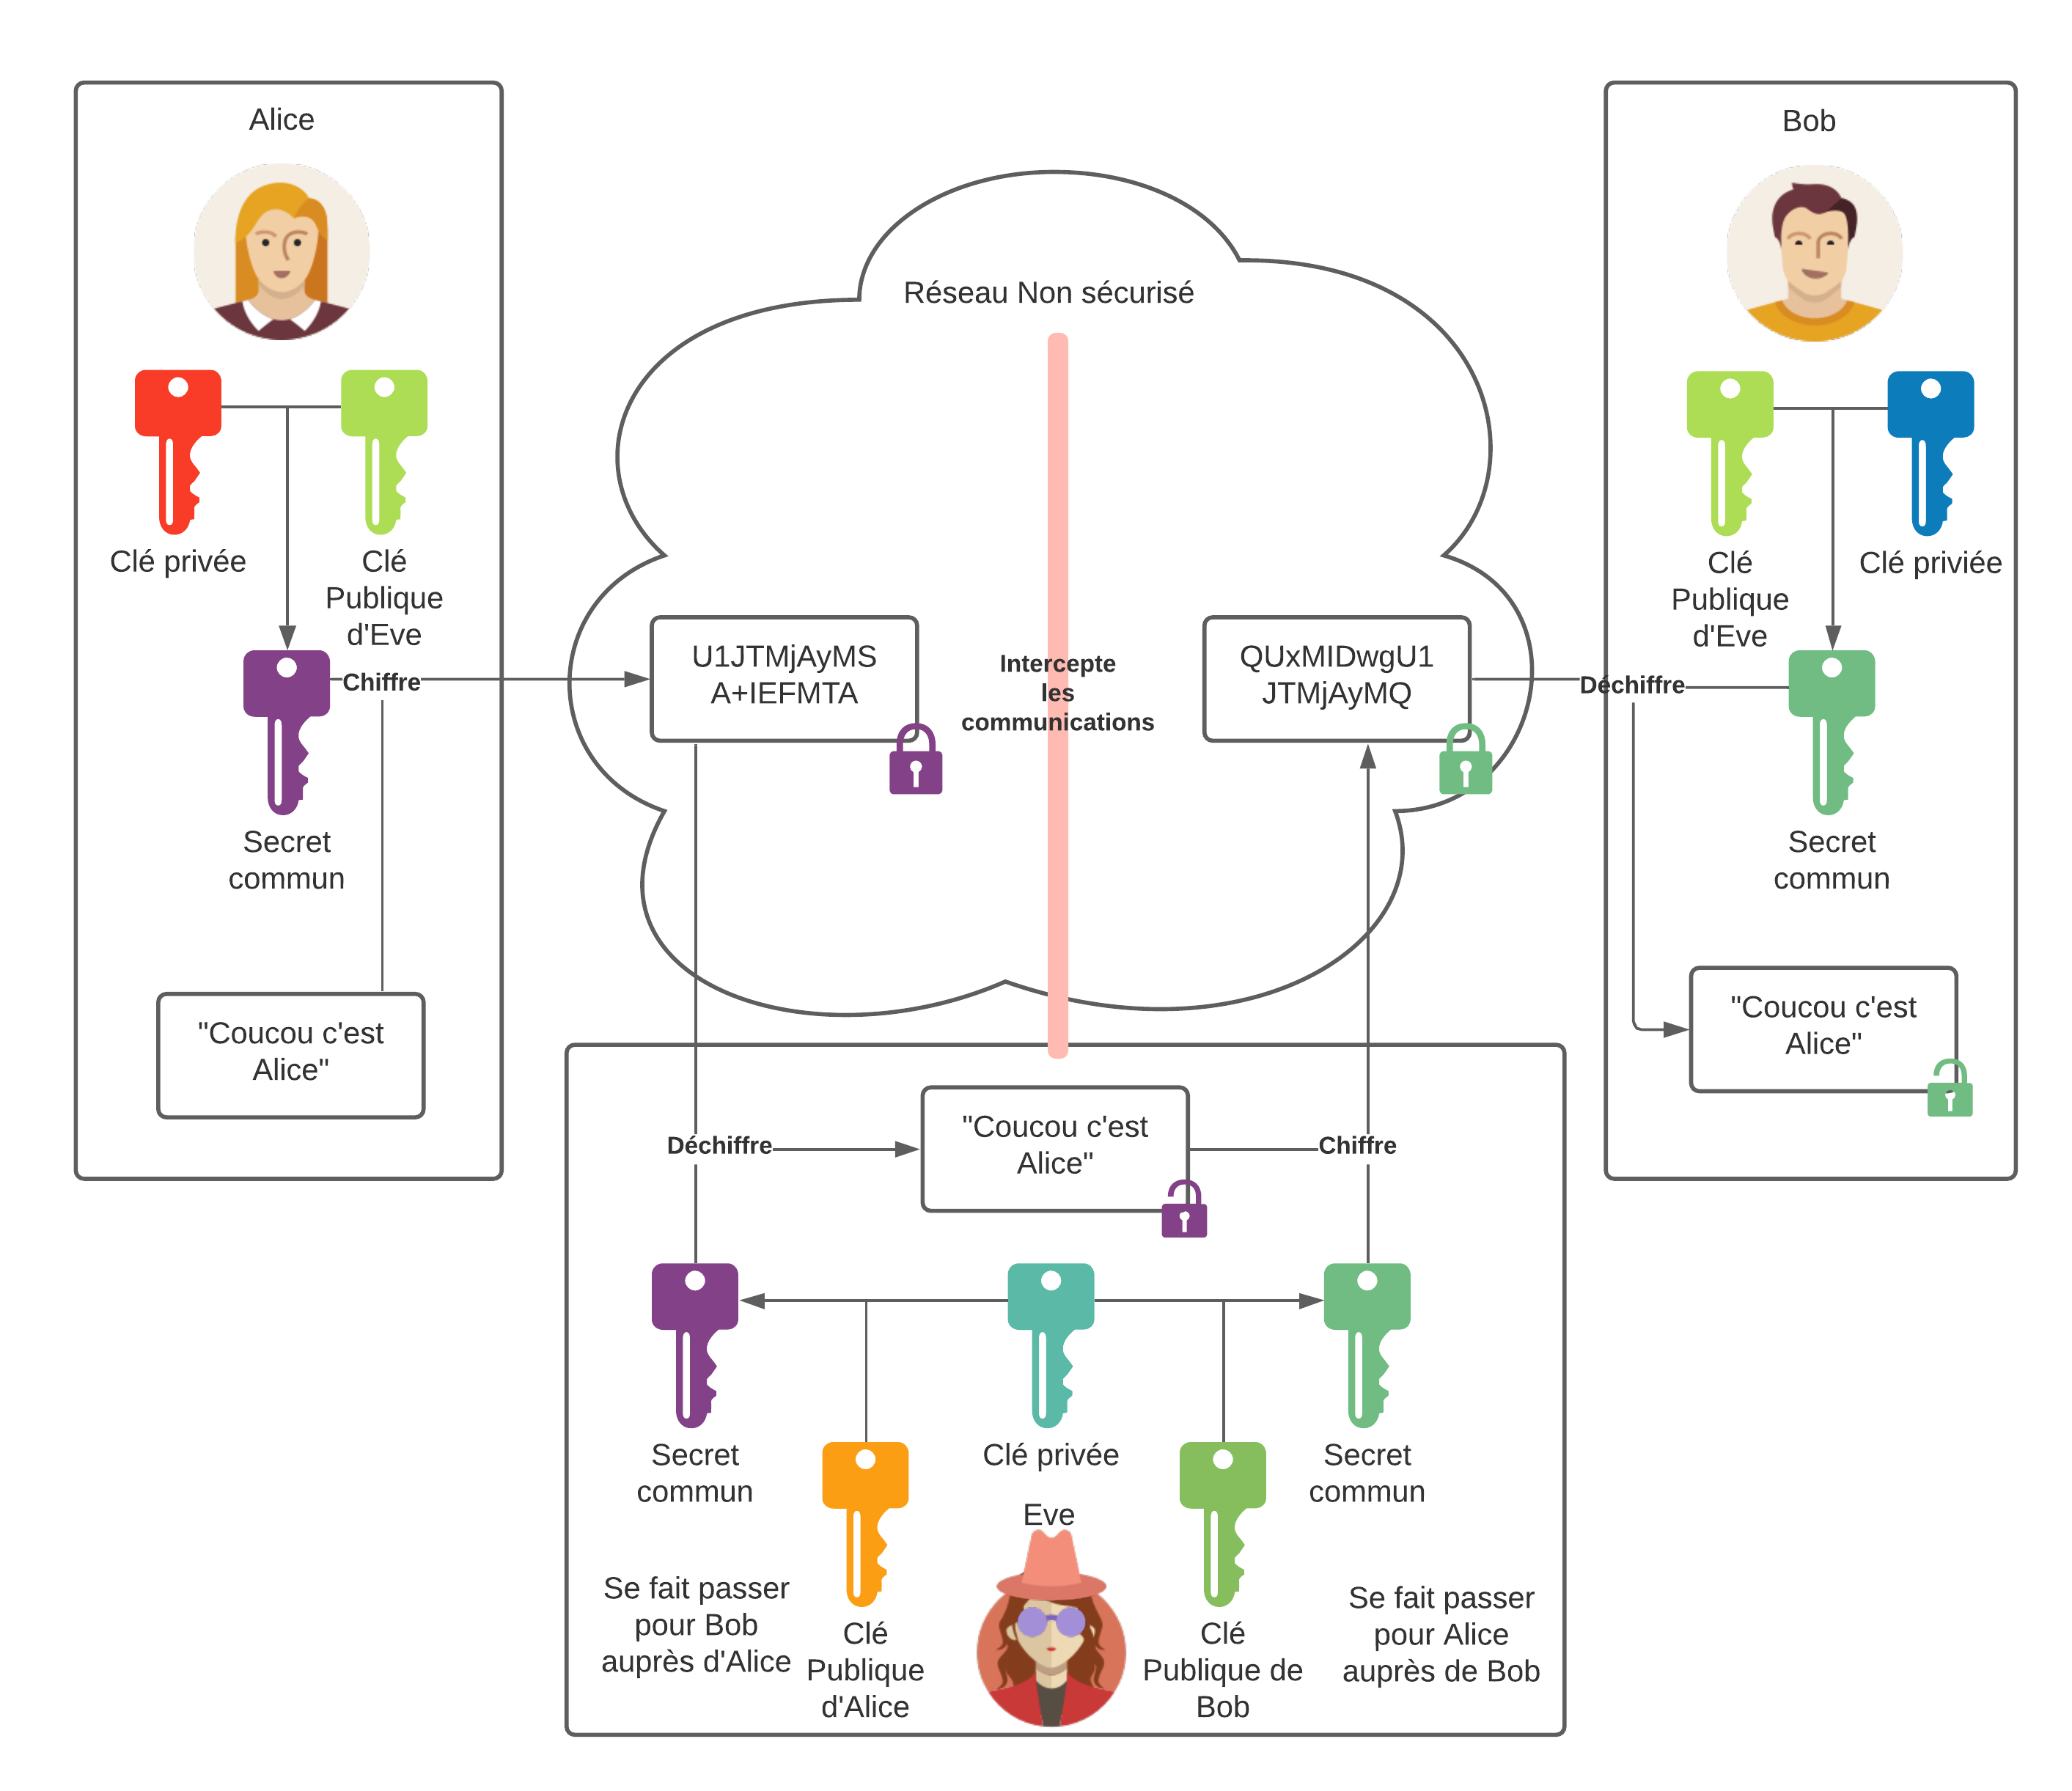 Alice
Clé privée
Clé
Publique
d'Eve
Chiffre
Secret
commun
"Coucou c'est
Alice"
Réseau Non sécurisé
U1JTMjAyMS
A+IEFMTA
Intercepte
les
communications
QUxMIDwgU1
JTMjAyMQ
Bob
Clé
Publique
d'Eve
Clé priviée
Déchiffre
Secret
commun
"Coucou c'est
Alice"
Déchiffre
"Coucou c'est
Alice"
Chiffre
Secret
commun
Clé privée
Secret
commun
Eve
Se fait passer
pour Bob
auprès d'Alice
Clé
Publique
d'Alice
Clé
Publique de
Bob
Se fait passer
pour Alice
auprès de Bob